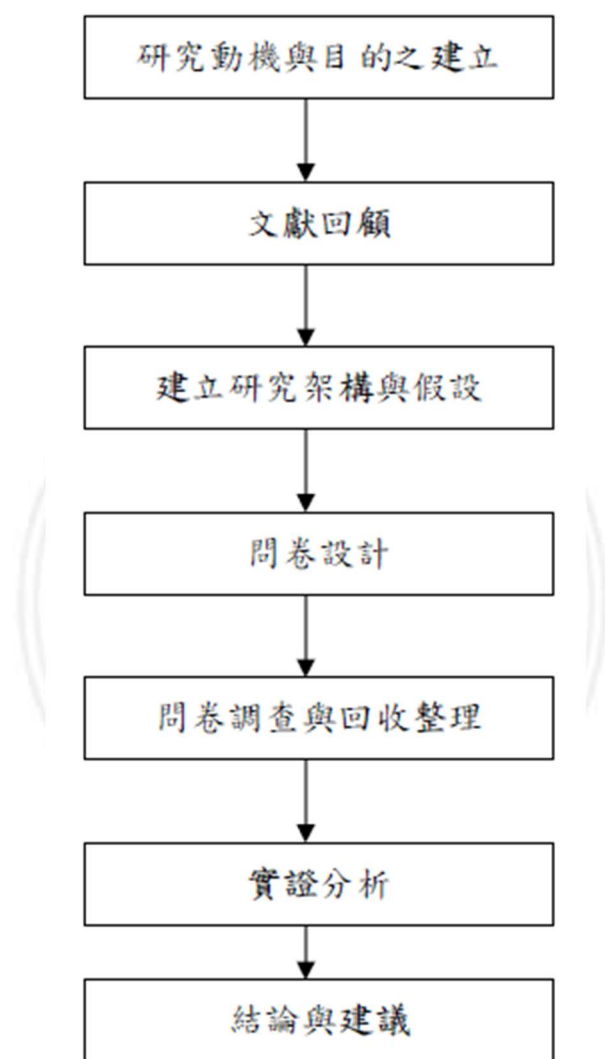 研究動機與目的之建立
文獻回顧
建立研究架構與假設
問卷設計
問卷調查與回收整理
實證分析
結論與建議